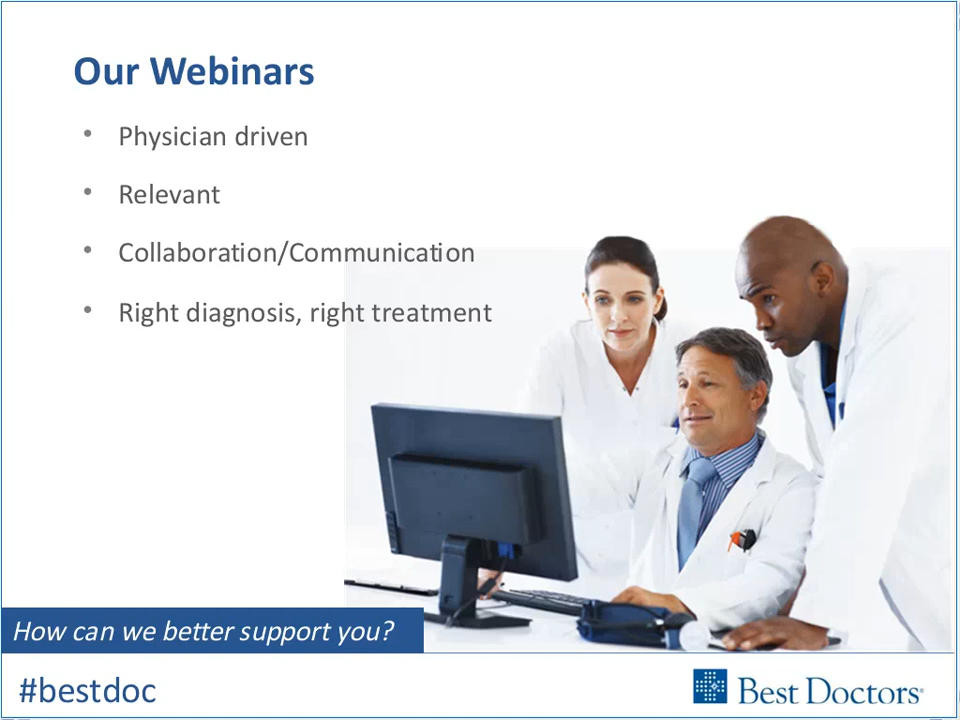 Our Webinars
• Physician driven
• Relevant
• Collaboration/Communication
• Right diagnosis, right treatment
How can we better support you?
#bestdoc
Best Doctors®